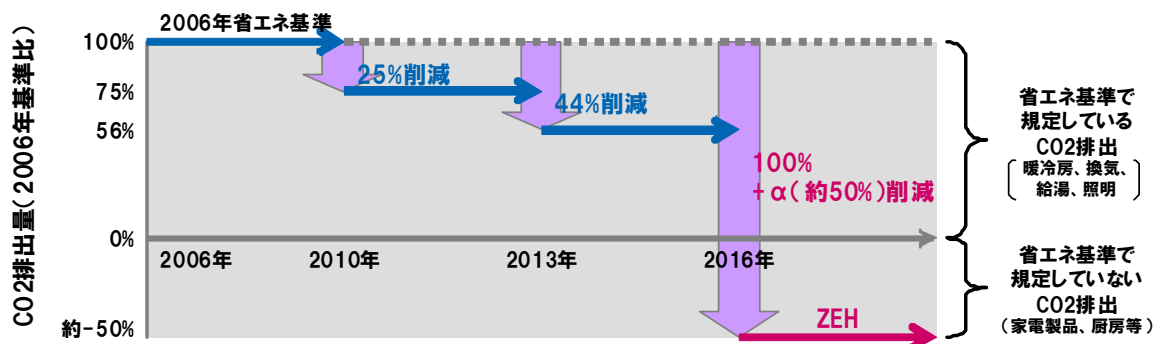 CO2排出量(2006年基準比)
2006年省エネ基準
100%
25%削減
75%
44%削減
56%
100%
+α(約50%)削減
0%
2006年
2010年
2013年
2016年
約-50%
ZEH
省エネ基準で
規定している
CO2排出
暖冷房、換気、
給湯、照明
省エネ基準で
規定していない
CO2排出
(家電製品、厨房等)